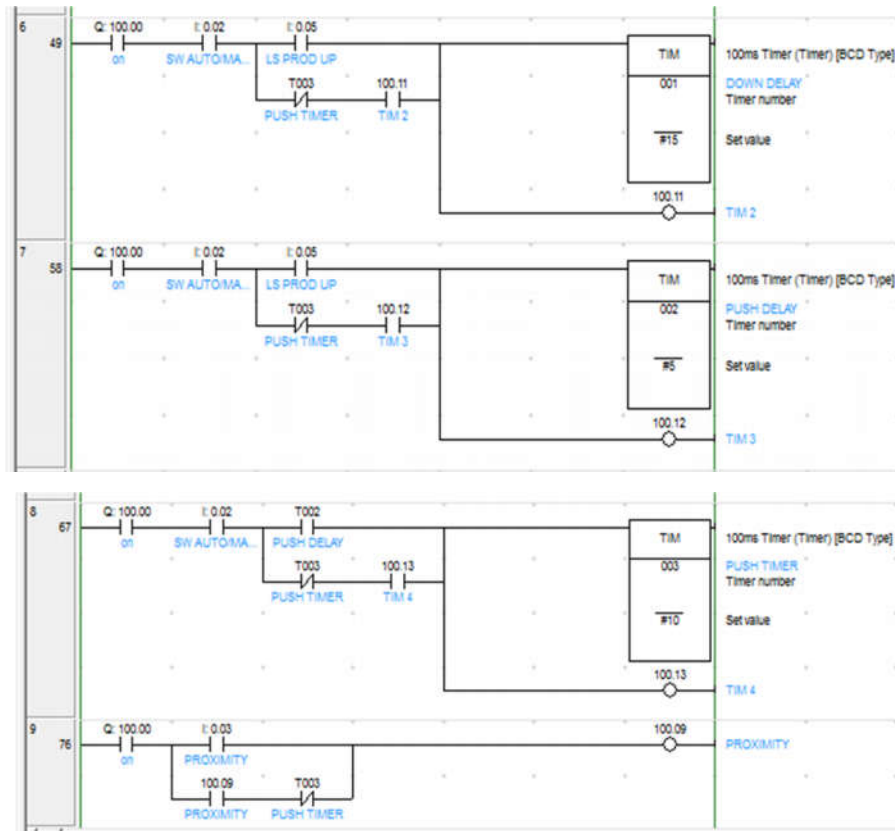 6
49
Q: 100.00 I: 0.02 I: 0.05
on SW AUTO/MA... LS PROD UP
T003 100.11
PUSH TIMER TIM 2
TIM 100ms Timer (Timer) [BCD Type]
001 DOWN DELAY
Timer number
#15 Set value
100.11
TIM 2
7
58
Q: 100.00 I: 0.02 I: 0.05
on SW AUTO/MA... LS PROD UP
T003 100.12
PUSH TIMER TIM 3
TIM 100ms Timer (Timer) [BCD Type]
002 PUSH DELAY
Timer number
#5 Set value
100.12
TIM 3
8
67
Q: 100.00 I: 0.02 T002
on SW AUTO/MA... PUSH DELAY
T003 100.13
PUSH TIMER TIM 4
TIM 100ms Timer (Timer) [BCD Type]
003 PUSH TIMER
Timer number
#10 Set value
100.13
TIM 4
9
76
Q: 100.00 I: 0.03 100.09
on PROXIMITY PROXIMITY
100.09 T003
PROXIMITY PUSH TIMER